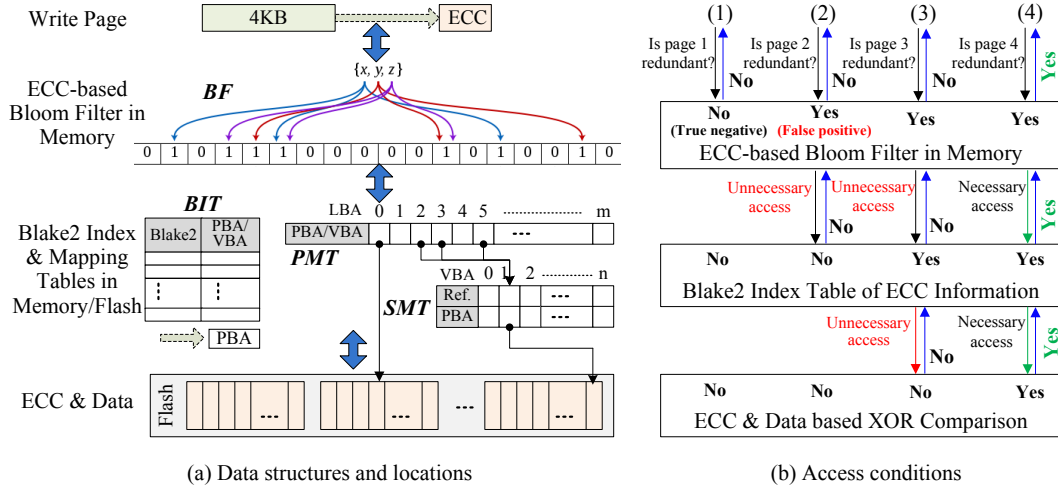 Write Page
4KB
ECC
{x, y, z}
ECC-based
Bloom Filter in
Memory
BF
0 1 0 1 1 1 1 0 0 0 0 1 1 1 0 0 1 0
Blake2 Index
& Mapping
Tables in
Memory/Flash
BIT
Blake2
PBA/
VBA
PBA
LBA 0 1 2 3 4 5 m
PBA/VBA
PMT
VBA 0 1 2 n
Ref.
PBA
SMT
ECC & Data
Flash
(a) Data structures and locations
(1) (2) (3) (4)
Is page 1
redundant?
No
Is page 2
redundant?
No
Is page 3
redundant?
No
Is page 4
redundant?
Yes
No
(True negative)
Yes
(False positive)
Yes
Yes
ECC-based Bloom Filter in Memory
Unnecessary
access
No
Unnecessary
access
No
Necessary
access
Yes
No No Yes Yes
Blake2 Index Table of ECC Information
Unnecessary
access
No
Necessary
access
Yes
No No No Yes
ECC & Data based XOR Comparison
(b) Access conditions